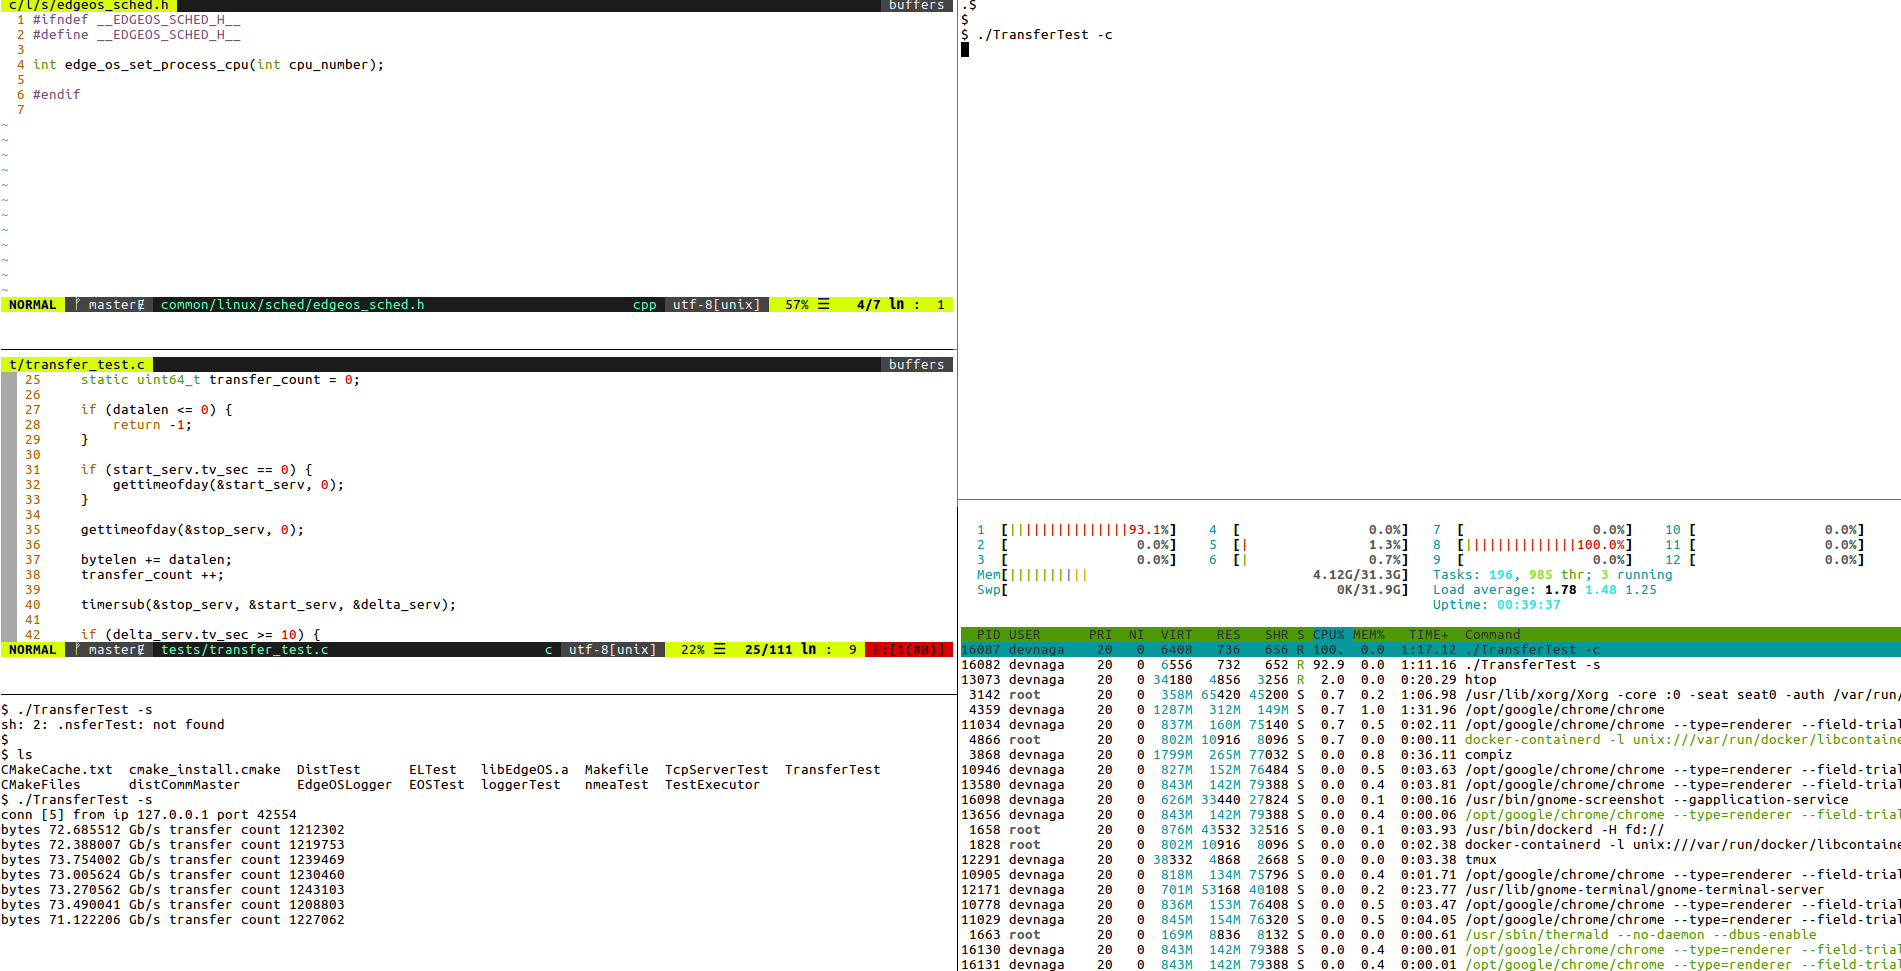 c/l/s/edgeos_sched.h buffers
1 #ifndef __EDGEOS_SCHED_H__
2 #define __EDGEOS_SCHED_H__
3
4 int edge_os_set_process_cpu(int cpu_number);
5
6 #endif
7
~
~
~
~
~
~
~
~
~
~
~
~
NORMAL master common/linux/sched/edgeos_sched.h cpp utf-8[unix] 57% ☰ 4/7 ln : 1
t/transfer_test.c buffers
25 static uint64_t transfer_count = 0;
26
27 if (datalen <= 0) {
28 return -1;
29 }
30
31 if (start_serv.tv_sec == 0) {
32 gettimeofday(&start_serv, 0);
33 }
34
35 gettimeofday(&stop_serv, 0);
36
37 bytelen += datalen;
38 transfer_count ++;
39
40 timersub(&stop_serv, &start_serv, &delta_serv);
41
42 if (delta_serv.tv_sec >= 10) {
NORMAL master tests/transfer_test.c c utf-8[unix] 22% ☰ 25/111 ln : 9 E:[1(#8)]
$ ./TransferTest -s
sh: 2: .nsferTest: not found
$
$ ls
CMakeCache.txt cmake_install.cmake DistTest ELTest libEdgeOS.a Makefile TcpServerTest TransferTest
CMakeFiles distCommMaster EdgeOSLogger EOSTest loggerTest nmeaTest TestExecutor
$ ./TransferTest -s
conn [5] from ip 127.0.0.1 port 42554
bytes 72.685512 Gb/s transfer count 1212302
bytes 72.388007 Gb/s transfer count 1219753
bytes 73.754002 Gb/s transfer count 1239469
bytes 73.005624 Gb/s transfer count 1230460
bytes 73.270562 Gb/s transfer count 1243103
bytes 73.490041 Gb/s transfer count 1208803
bytes 71.122206 Gb/s transfer count 1227062
.$
$
$ ./TransferTest -c
1 [||||||||||||||||93.1%] 4 [ 0.0%] 7 [ 0.0%] 10 [ 0.0%]
2 [ 0.0%] 5 [| 1.3%] 8 [||||||||||||||100.0%] 11 [ 0.0%]
3 [ 0.0%] 6 [| 0.7%] 9 [ 0.0%] 12 [ 0.0%]
Mem[|||||||||| 4.12G/31.3G] Tasks: 196, 985 thr; 3 running
Swp[ 0K/31.9G] Load average: 1.78 1.48 1.25
Uptime: 00:39:37
PID USER PRI NI VIRT RES SHR S CPU% MEM% TIME+ Command
16087 devnaga 20 0 6408 736 656 R 100. 0.0 1:17.12 ./TransferTest -c
16082 devnaga 20 0 6556 732 652 R 92.9 0.0 1:11.16 ./TransferTest -s
13073 devnaga 20 0 34180 4856 3256 R 2.0 0.0 0:20.29 htop
3142 root 20 0 358M 65420 45200 S 0.7 0.2 1:06.98 /usr/lib/xorg/Xorg -core :0 -seat seat0 -auth /var/run/
4359 devnaga 20 0 1287M 312M 149M S 0.7 1.0 1:31.96 /opt/google/chrome/chrome
11034 devnaga 20 0 837M 160M 75140 S 0.7 0.5 0:02.11 /opt/google/chrome/chrome --type=renderer --field-trial
4866 root 20 0 802M 10916 8096 S 0.7 0.0 0:00.11 docker-containerd -l unix:///var/run/docker/libcontaine
3868 devnaga 20 0 1799M 265M 77032 S 0.0 0.8 0:36.11 compiz
10946 devnaga 20 0 827M 152M 76484 S 0.0 0.5 0:03.63 /opt/google/chrome/chrome --type=renderer --field-trial
13580 devnaga 20 0 843M 142M 79388 S 0.0 0.4 0:03.81 /opt/google/chrome/chrome --type=renderer --field-trial
16098 devnaga 20 0 626M 33440 27824 S 0.0 0.1 0:00.16 /usr/bin/gnome-screenshot --gapplication-service
13656 devnaga 20 0 843M 142M 79388 S 0.0 0.4 0:00.06 /opt/google/chrome/chrome --type=renderer --field-trial
1658 root 20 0 876M 43532 32516 S 0.0 0.1 0:03.93 /usr/bin/dockerd -H fd://
1828 root 20 0 802M 10916 8096 S 0.0 0.0 0:02.38 docker-containerd -l unix:///var/run/docker/libcontaine
12291 devnaga 20 0 38332 4868 2668 S 0.0 0.0 0:03.38 tmux
10905 devnaga 20 0 818M 134M 75796 S 0.0 0.4 0:01.71 /opt/google/chrome/chrome --type=renderer --field-trial
12171 devnaga 20 0 701M 53168 40108 S 0.0 0.2 0:23.77 /usr/lib/gnome-terminal/gnome-terminal-server
10778 devnaga 20 0 836M 153M 76408 S 0.0 0.5 0:03.47 /opt/google/chrome/chrome --type=renderer --field-trial
11029 devnaga 20 0 845M 154M 76320 S 0.0 0.5 0:04.05 /opt/google/chrome/chrome --type=renderer --field-trial
1663 root 20 0 169M 8836 8132 S 0.0 0.0 0:00.61 /usr/sbin/thermald --no-daemon --dbus-enable
16130 devnaga 20 0 843M 142M 79388 S 0.0 0.4 0:00.01 /opt/google/chrome/chrome --type=renderer --field-trial
16131 devnaga 20 0 843M 142M 79388 S 0.0 0.4 0:00.01 /opt/google/chrome/chrome --type=renderer --field-trial